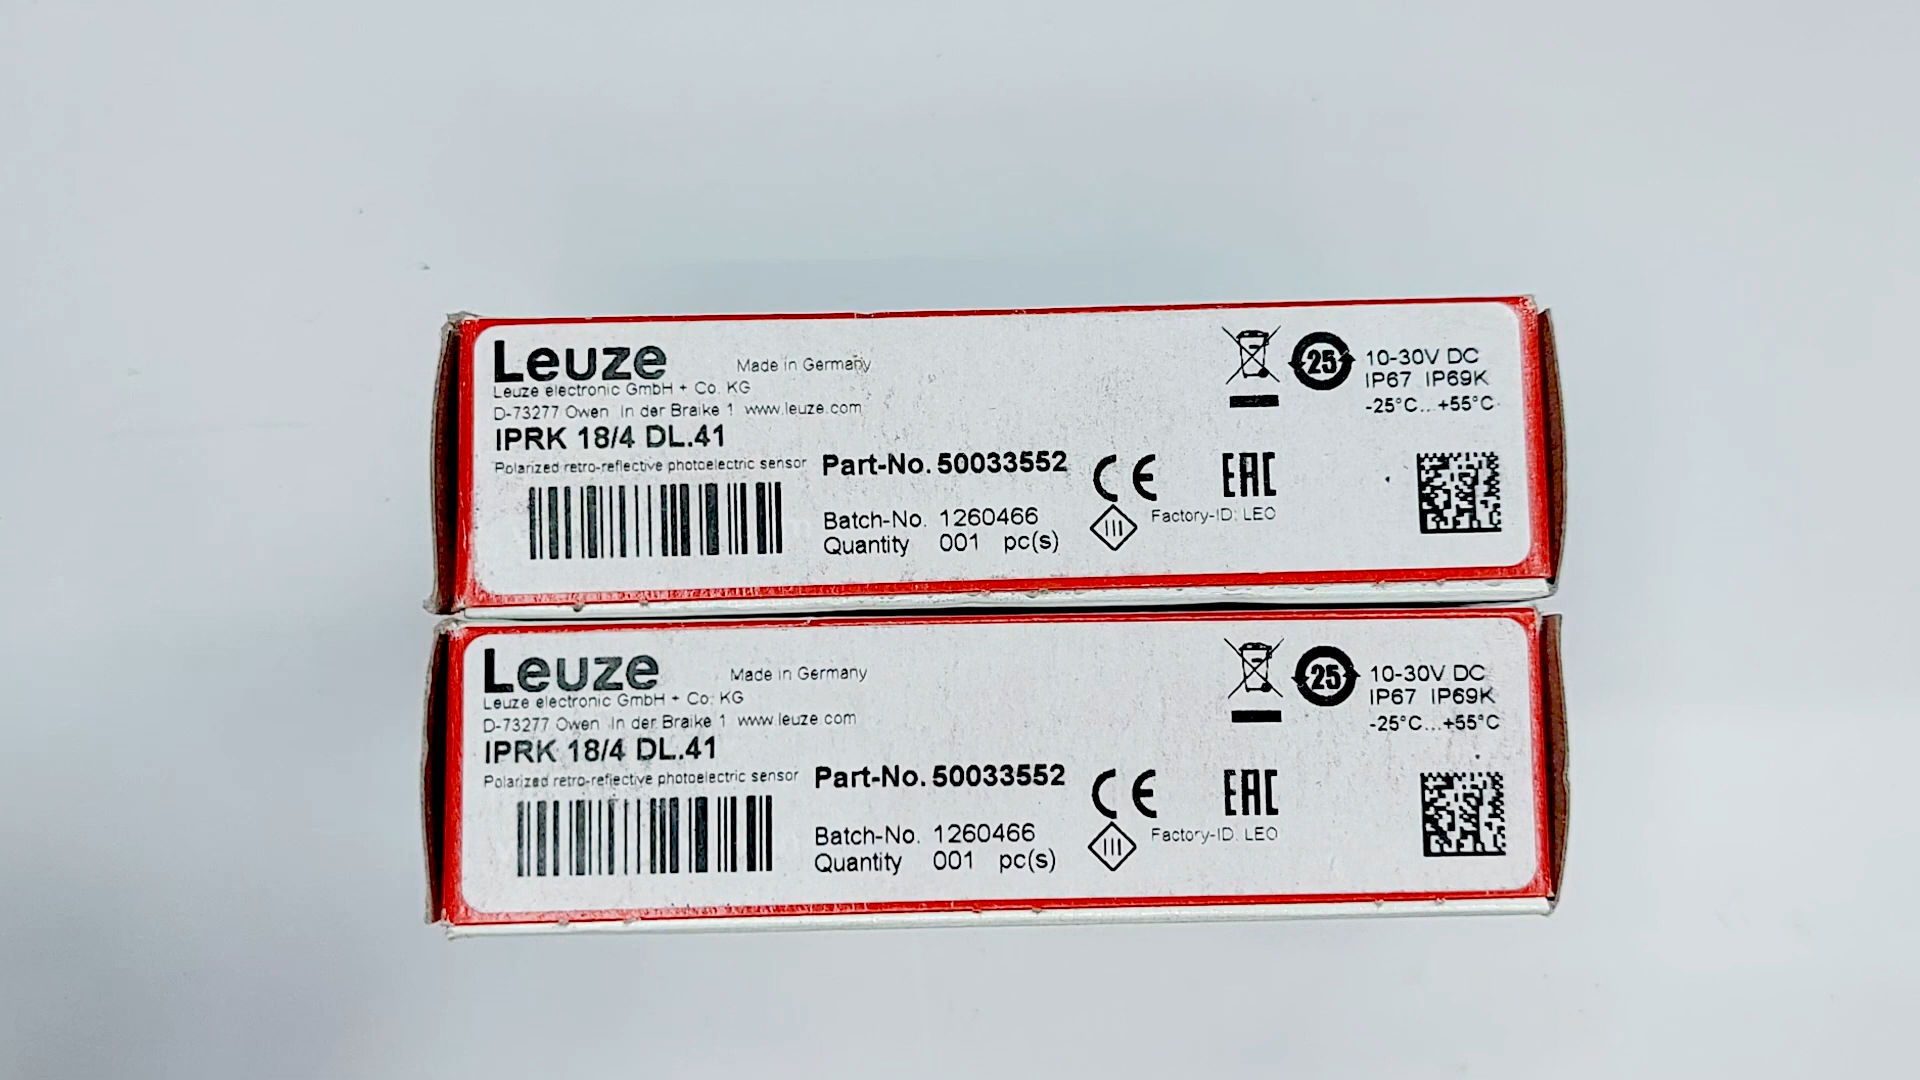 Leuze
Made in Germany
Leuze electronic GmbH + Co. KG
D-73277 Owen In der Braike 1 www.leuze.com
IPRK 18/4 DL.41
Polarized retro-reflective photoelectric sensor
Part-No. 50033552
Batch-No. 1260466
Quantity 001 pc(s)
CE
III
EAC
Factory-ID: LEO
25
10-30V DC
IP67 IP69K
-25°C...+55°C
Leuze
Made in Germany
Leuze electronic GmbH + Co. KG
D-73277 Owen In der Braike 1 www.leuze.com
IPRK 18/4 DL.41
Polarized retro-reflective photoelectric sensor
Part-No. 50033552
Batch-No. 1260466
Quantity 001 pc(s)
CE
III
EAC
Factory-ID: LEO
25
10-30V DC
IP67 IP69K
-25°C...+55°C